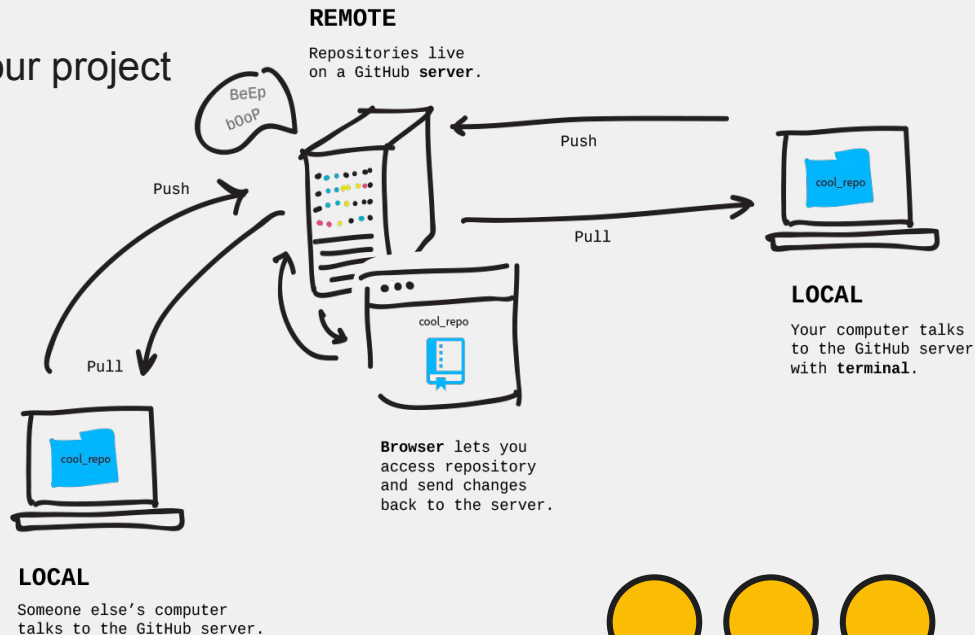 our project
REMOTE
Repositories live
on a GitHub server.
BeEp
bOoP
Push
Pull
Push
Pull
cool_repo
LOCAL
Your computer talks
to the GitHub server
with terminal.
cool_repo
Browser lets you
access repository
and send changes
back to the server.
cool_repo
LOCAL
Someone else’s computer
talks to the GitHub server.